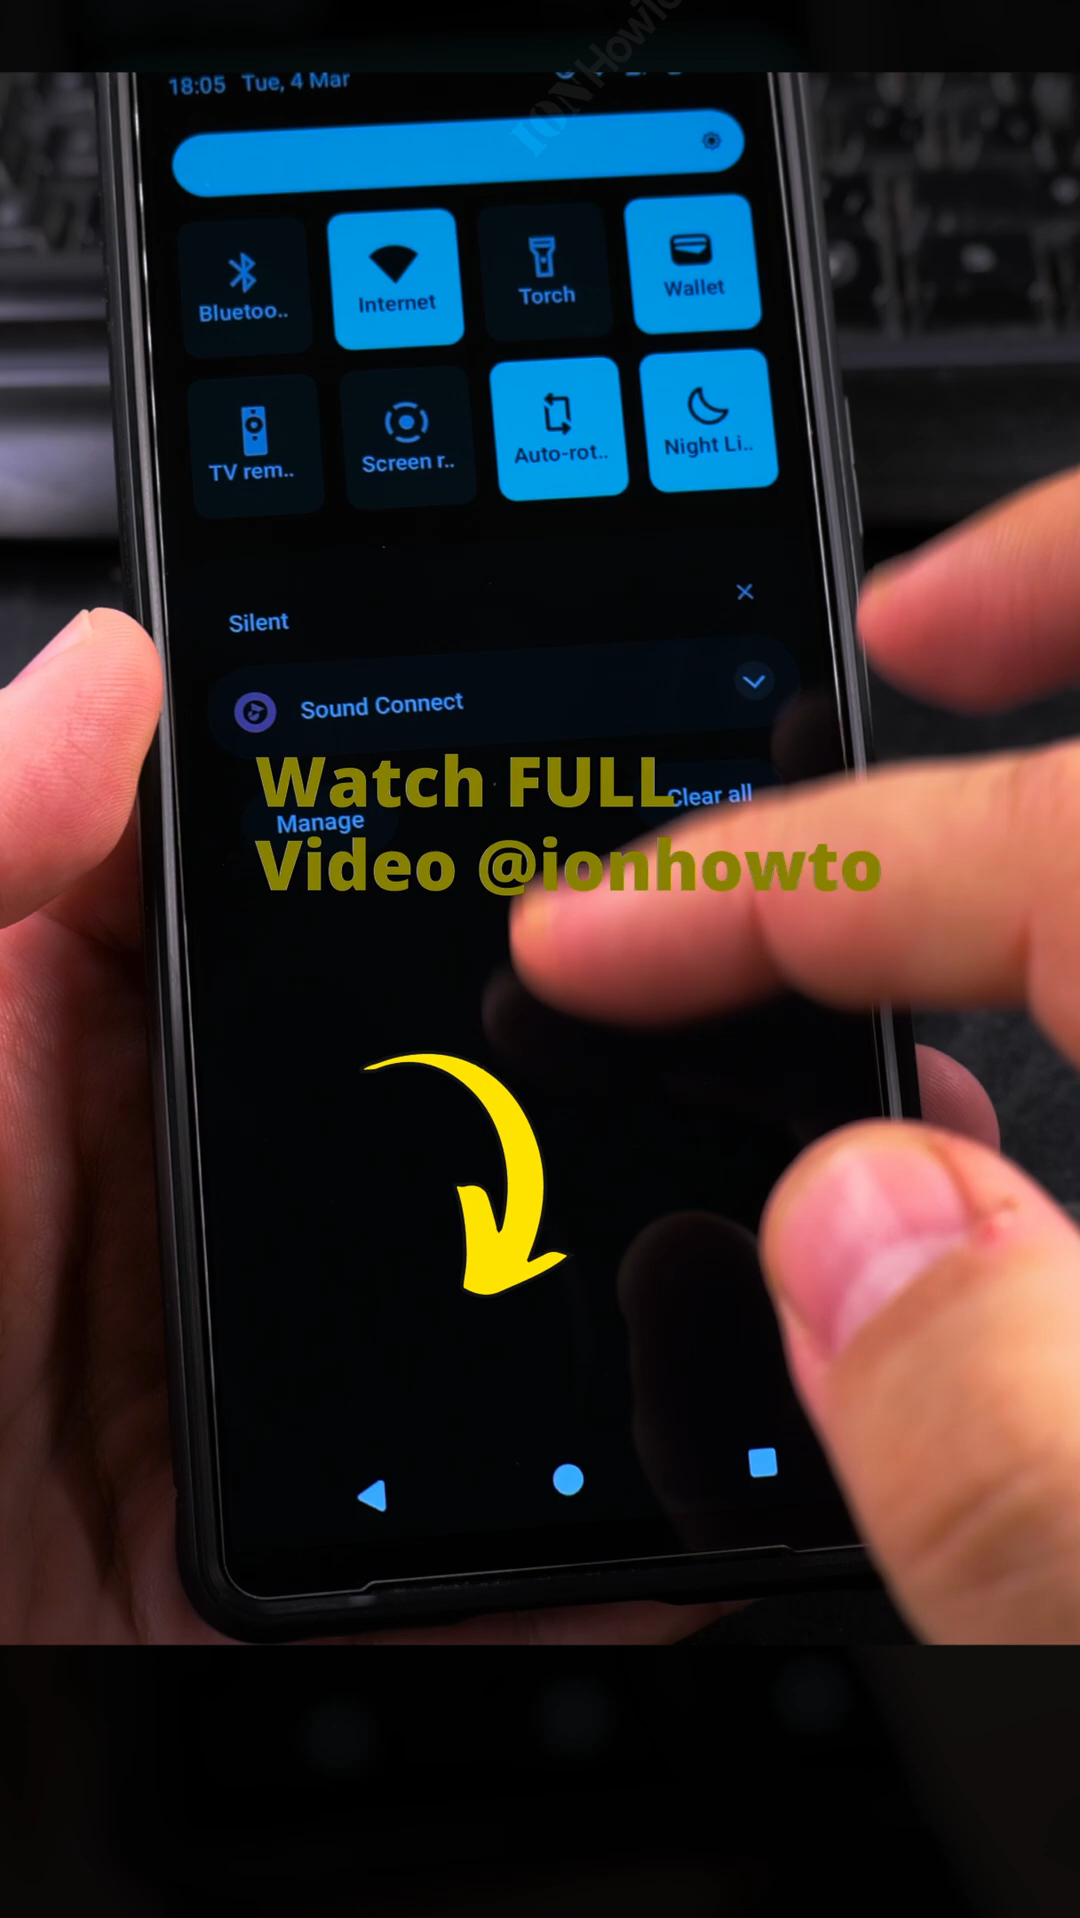 IONHowto
18:05 Tue, 4 Mar
Bluetoo..
Internet
Torch
Wallet
TV rem..
Screen r..
Auto-rot..
Night Li..
Silent
Sound Connect
Watch FULL
Clear all
Manage
Video @ionhowto